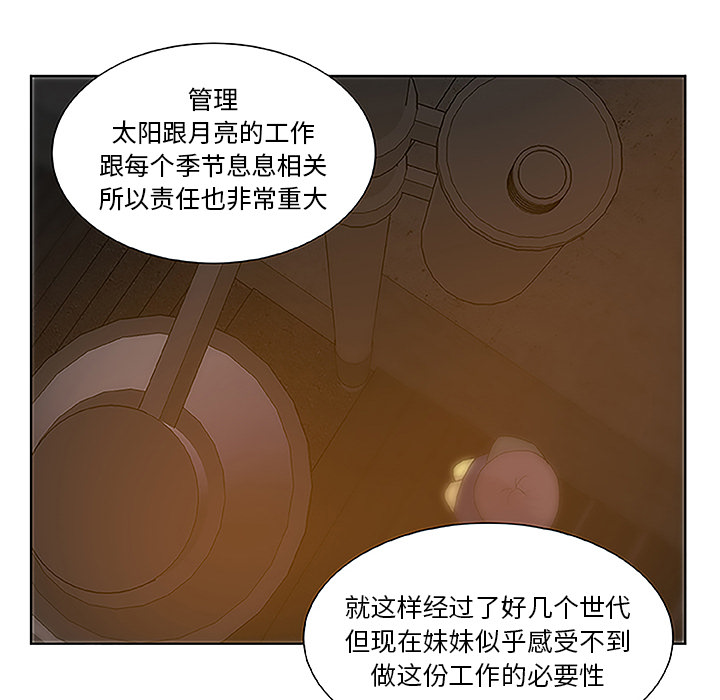 管理
太阳跟月亮的工作
跟每个季节息息相关
所以责任也非常重大
就这样经过了好几个世代
但现在妹妹似乎感受不到
做这份工作的必要性